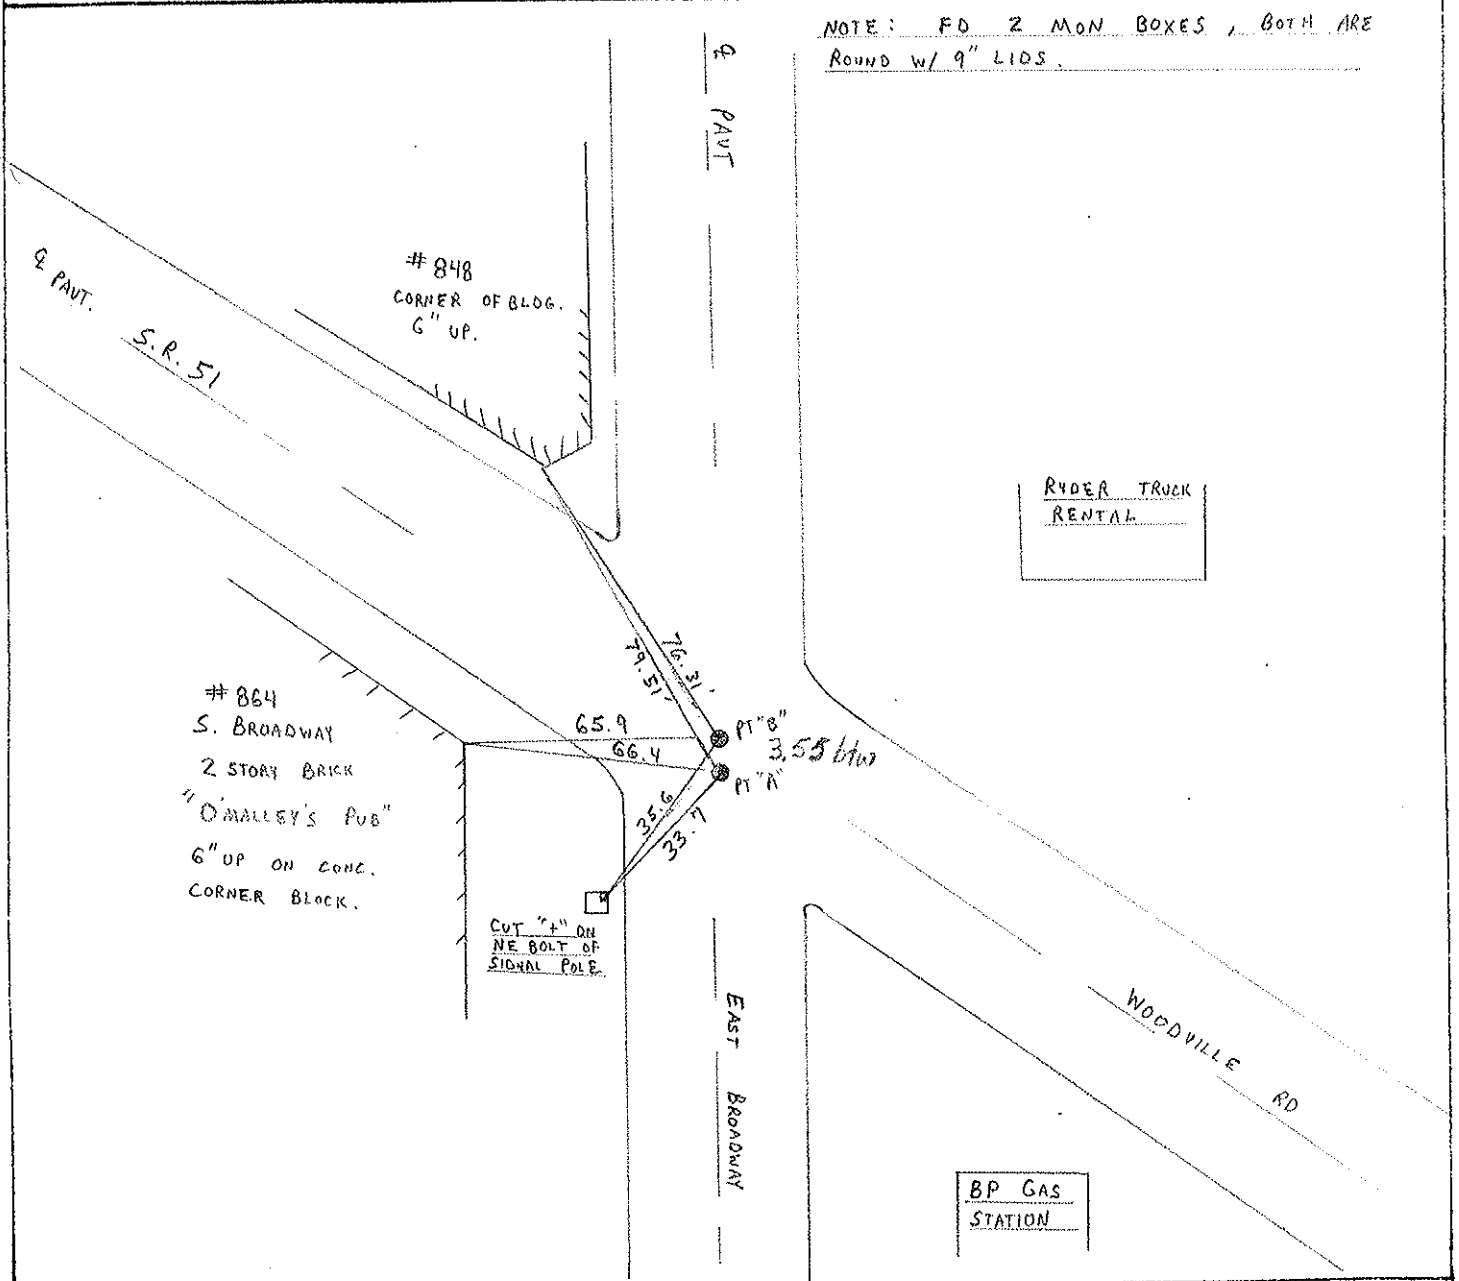 NOTE: FD 2 MON BOXES, BOTH ARE
ROUND W/ 9" LIDS.
℄ PAVT
#848
CORNER OF BLDG.
6" UP.
℄ PAVT.
S.R. 51
RYDER TRUCK
RENTAL
76.31'
79.51'
#864
S. BROADWAY
2 STORY BRICK
"O'MALLEY'S PUB"
6" UP ON CONC.
CORNER BLOCK.
65.9
66.4
PT "B"
3.55 btw
PT "A"
35.6
33.7
CUT "+" ON
NE BOLT OF
SIGNAL POLE
EAST BROADWAY
WOODVILLE RD
BP GAS
STATION